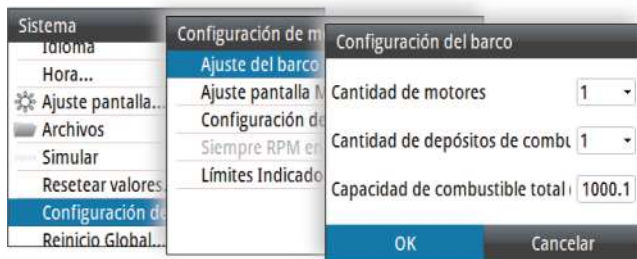 Sistema
Idioma
Hora...
Ajuste pantalla...
Archivos
Simular
Resetear valores
Configuración de
Reinicio Global...
Configuración de m
Ajuste del barco
Ajuste pantalla M
Configuración de
Siempre RPM en
Límites Indicado
Configuración del barco
Cantidad de motores 1
Cantidad de depósitos de combu 1
Capacidad de combustible total 1000.1
OK Cancelar